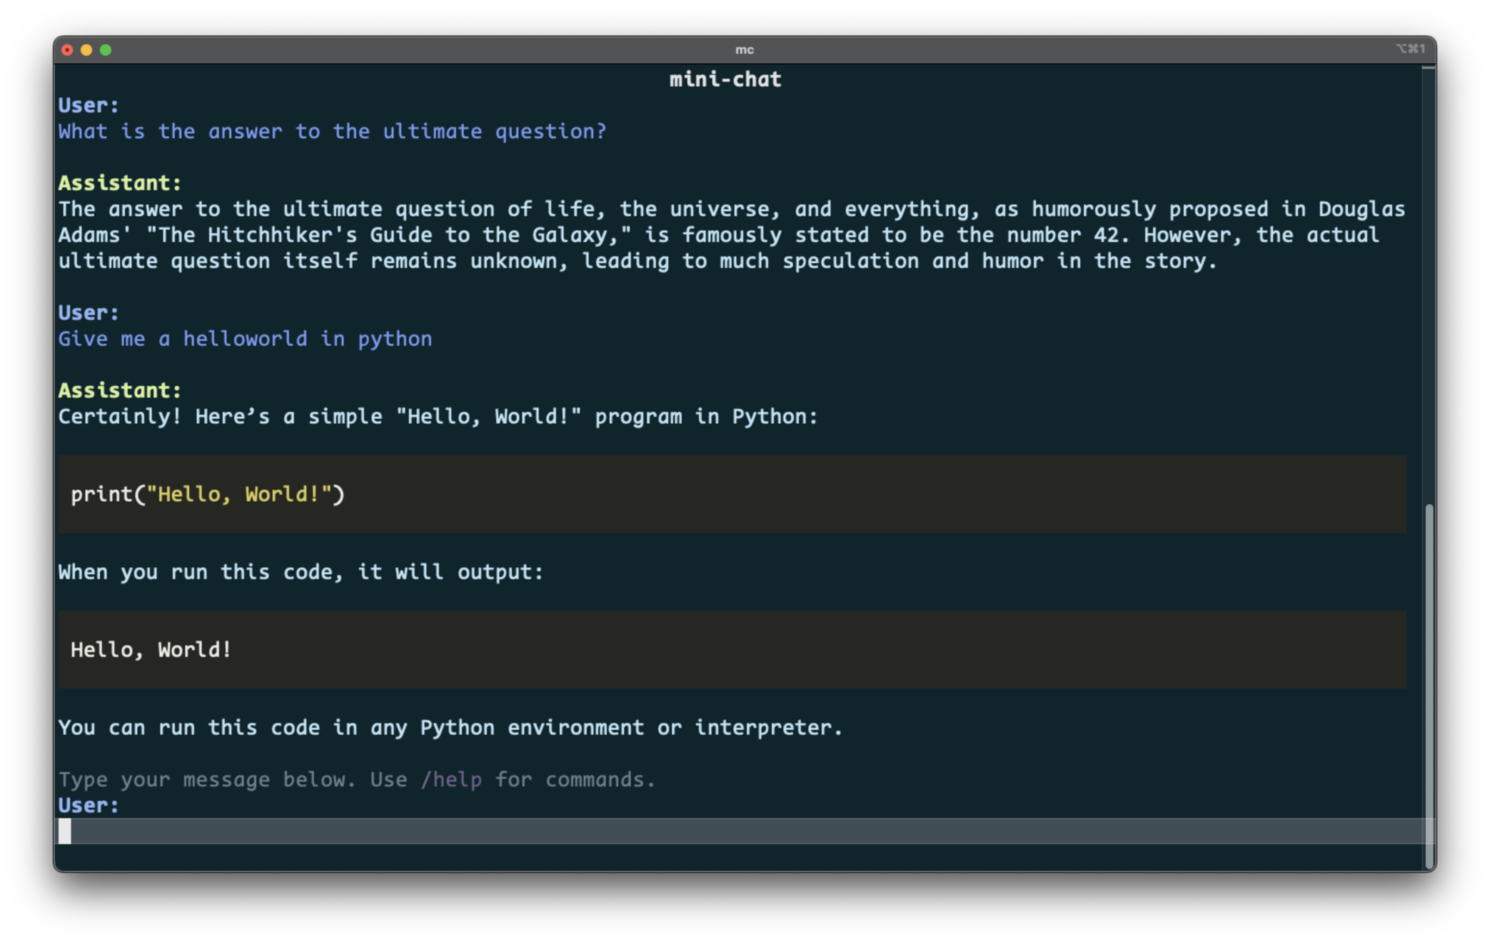 mc
⌥⌘1
mini-chat
User:
What is the answer to the ultimate question?
Assistant:
The answer to the ultimate question of life, the universe, and everything, as humorously proposed in Douglas
Adams' "The Hitchhiker's Guide to the Galaxy," is famously stated to be the number 42. However, the actual
ultimate question itself remains unknown, leading to much speculation and humor in the story.
User:
Give me a helloworld in python
Assistant:
Certainly! Here’s a simple "Hello, World!" program in Python:
print("Hello, World!")
When you run this code, it will output:
Hello, World!
You can run this code in any Python environment or interpreter.
Type your message below. Use /help for commands.
User: